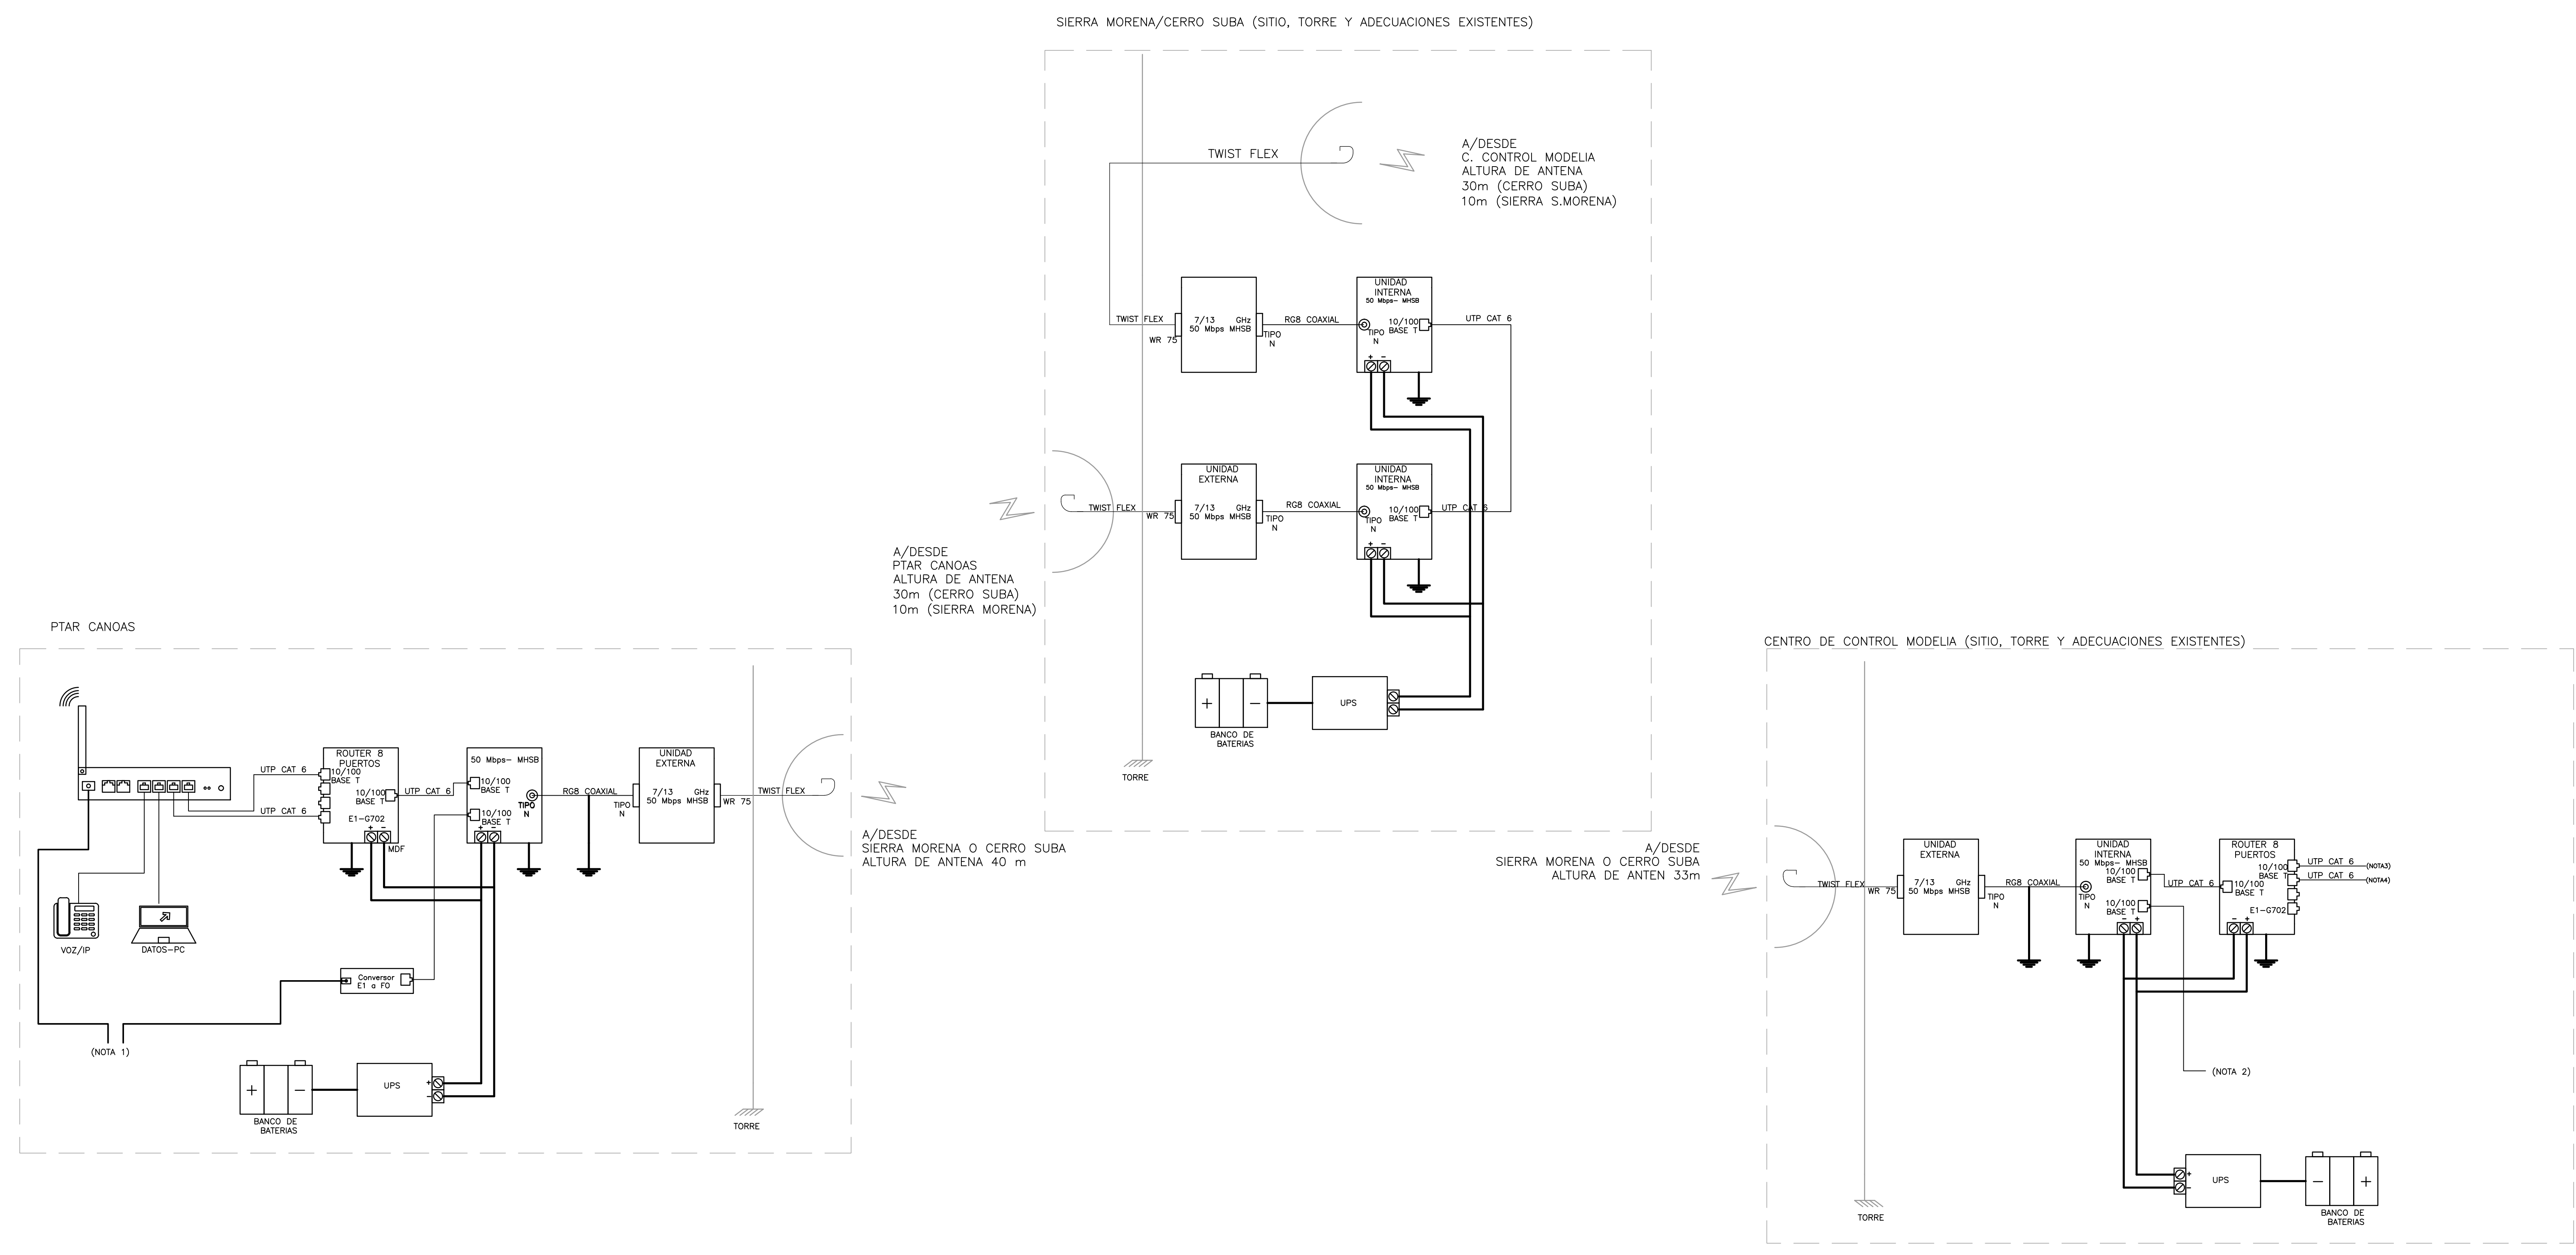 SIERRA MORENA/CERRO SUBA (SITIO, TORRE Y ADECUACIONES EXISTENTES)
TWIST FLEX
A/DESDE
C. CONTROL MODELIA
ALTURA DE ANTENA
30m (CERRO SUBA)
10m (SIERRA S.MORENA)
TWIST FLEX
WR 75
7/13 GHz
50 Mbps MHSB
TIPO
N
RG8 COAXIAL
UNIDAD
INTERNA
50 Mbps- MHSB
TIPO
N
10/100
BASE T
+ -
UTP CAT 6
TWIST FLEX
WR 75
UNIDAD
EXTERNA
7/13 GHz
50 Mbps MHSB
TIPO
N
RG8 COAXIAL
UNIDAD
INTERNA
50 Mbps- MHSB
TIPO
N
10/100
BASE T
+ -
UTP CAT 6
A/DESDE
PTAR CANOAS
ALTURA DE ANTENA
30m (CERRO SUBA)
10m (SIERRA MORENA)
+ -
BANCO DE
BATERIAS
UPS
TORRE
PTAR CANOAS
UTP CAT 6
UTP CAT 6
ROUTER 8
PUERTOS
10/100
BASE T
10/100
BASE T
E1-G702
+ -
MDF
UTP CAT 6
50 Mbps- MHSB
10/100
BASE T
TIPO
N
10/100
BASE T
+ -
RG8 COAXIAL
TIPO
N
UNIDAD
EXTERNA
7/13 GHz
50 Mbps MHSB
WR 75
TWIST FLEX
A/DESDE
SIERRA MORENA O CERRO SUBA
ALTURA DE ANTENA 40 m
VOZ/IP
DATOS-PC
Conversor
E1 a FO
(NOTA 1)
+ -
BANCO DE
BATERIAS
UPS
+
-
TORRE
CENTRO DE CONTROL MODELIA (SITIO, TORRE Y ADECUACIONES EXISTENTES)
A/DESDE
SIERRA MORENA O CERRO SUBA
ALTURA DE ANTEN 33m
TWIST FLEX
WR 75
UNIDAD
EXTERNA
7/13 GHz
50 Mbps MHSB
TIPO
N
RG8 COAXIAL
UNIDAD
INTERNA
50 Mbps- MHSB
10/100
BASE T
TIPO
N
10/100
BASE T
- +
UTP CAT 6
ROUTER 8
PUERTOS
10/100
BASE T
10/100
BASE T
E1-G702
- +
UTP CAT 6 (NOTA3)
UTP CAT 6 (NOTA4)
(NOTA 2)
TORRE
+
-
UPS
- +
BANCO DE
BATERIAS